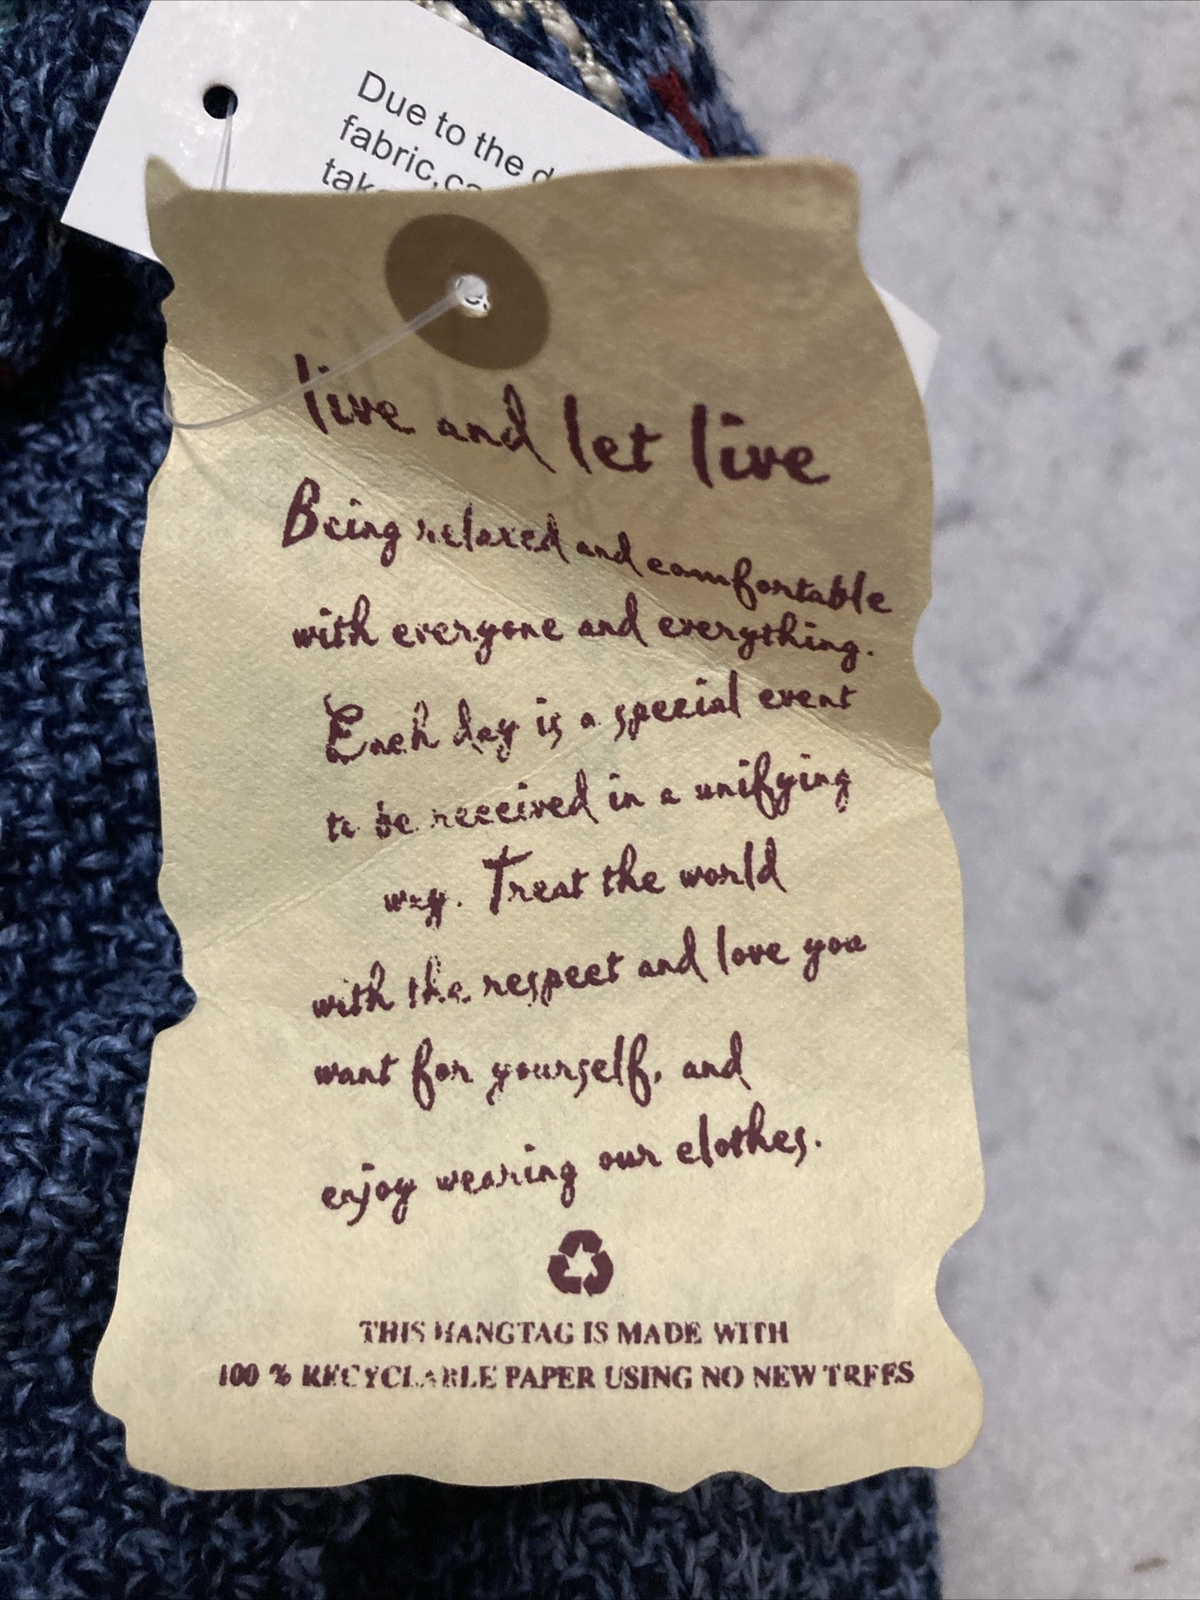 Due to the d
fabric,ca
tak
live and let live
Being relaxed and comfortable
with everyone and everything.
Each day is a special event
to be received in a unifying
way. Treat the world
with the respect and love you
want for yourself, and
enjoy wearing our clothes.
THIS HANGTAG IS MADE WITH
100 % RECYCLABLE PAPER USING NO NEW TREES